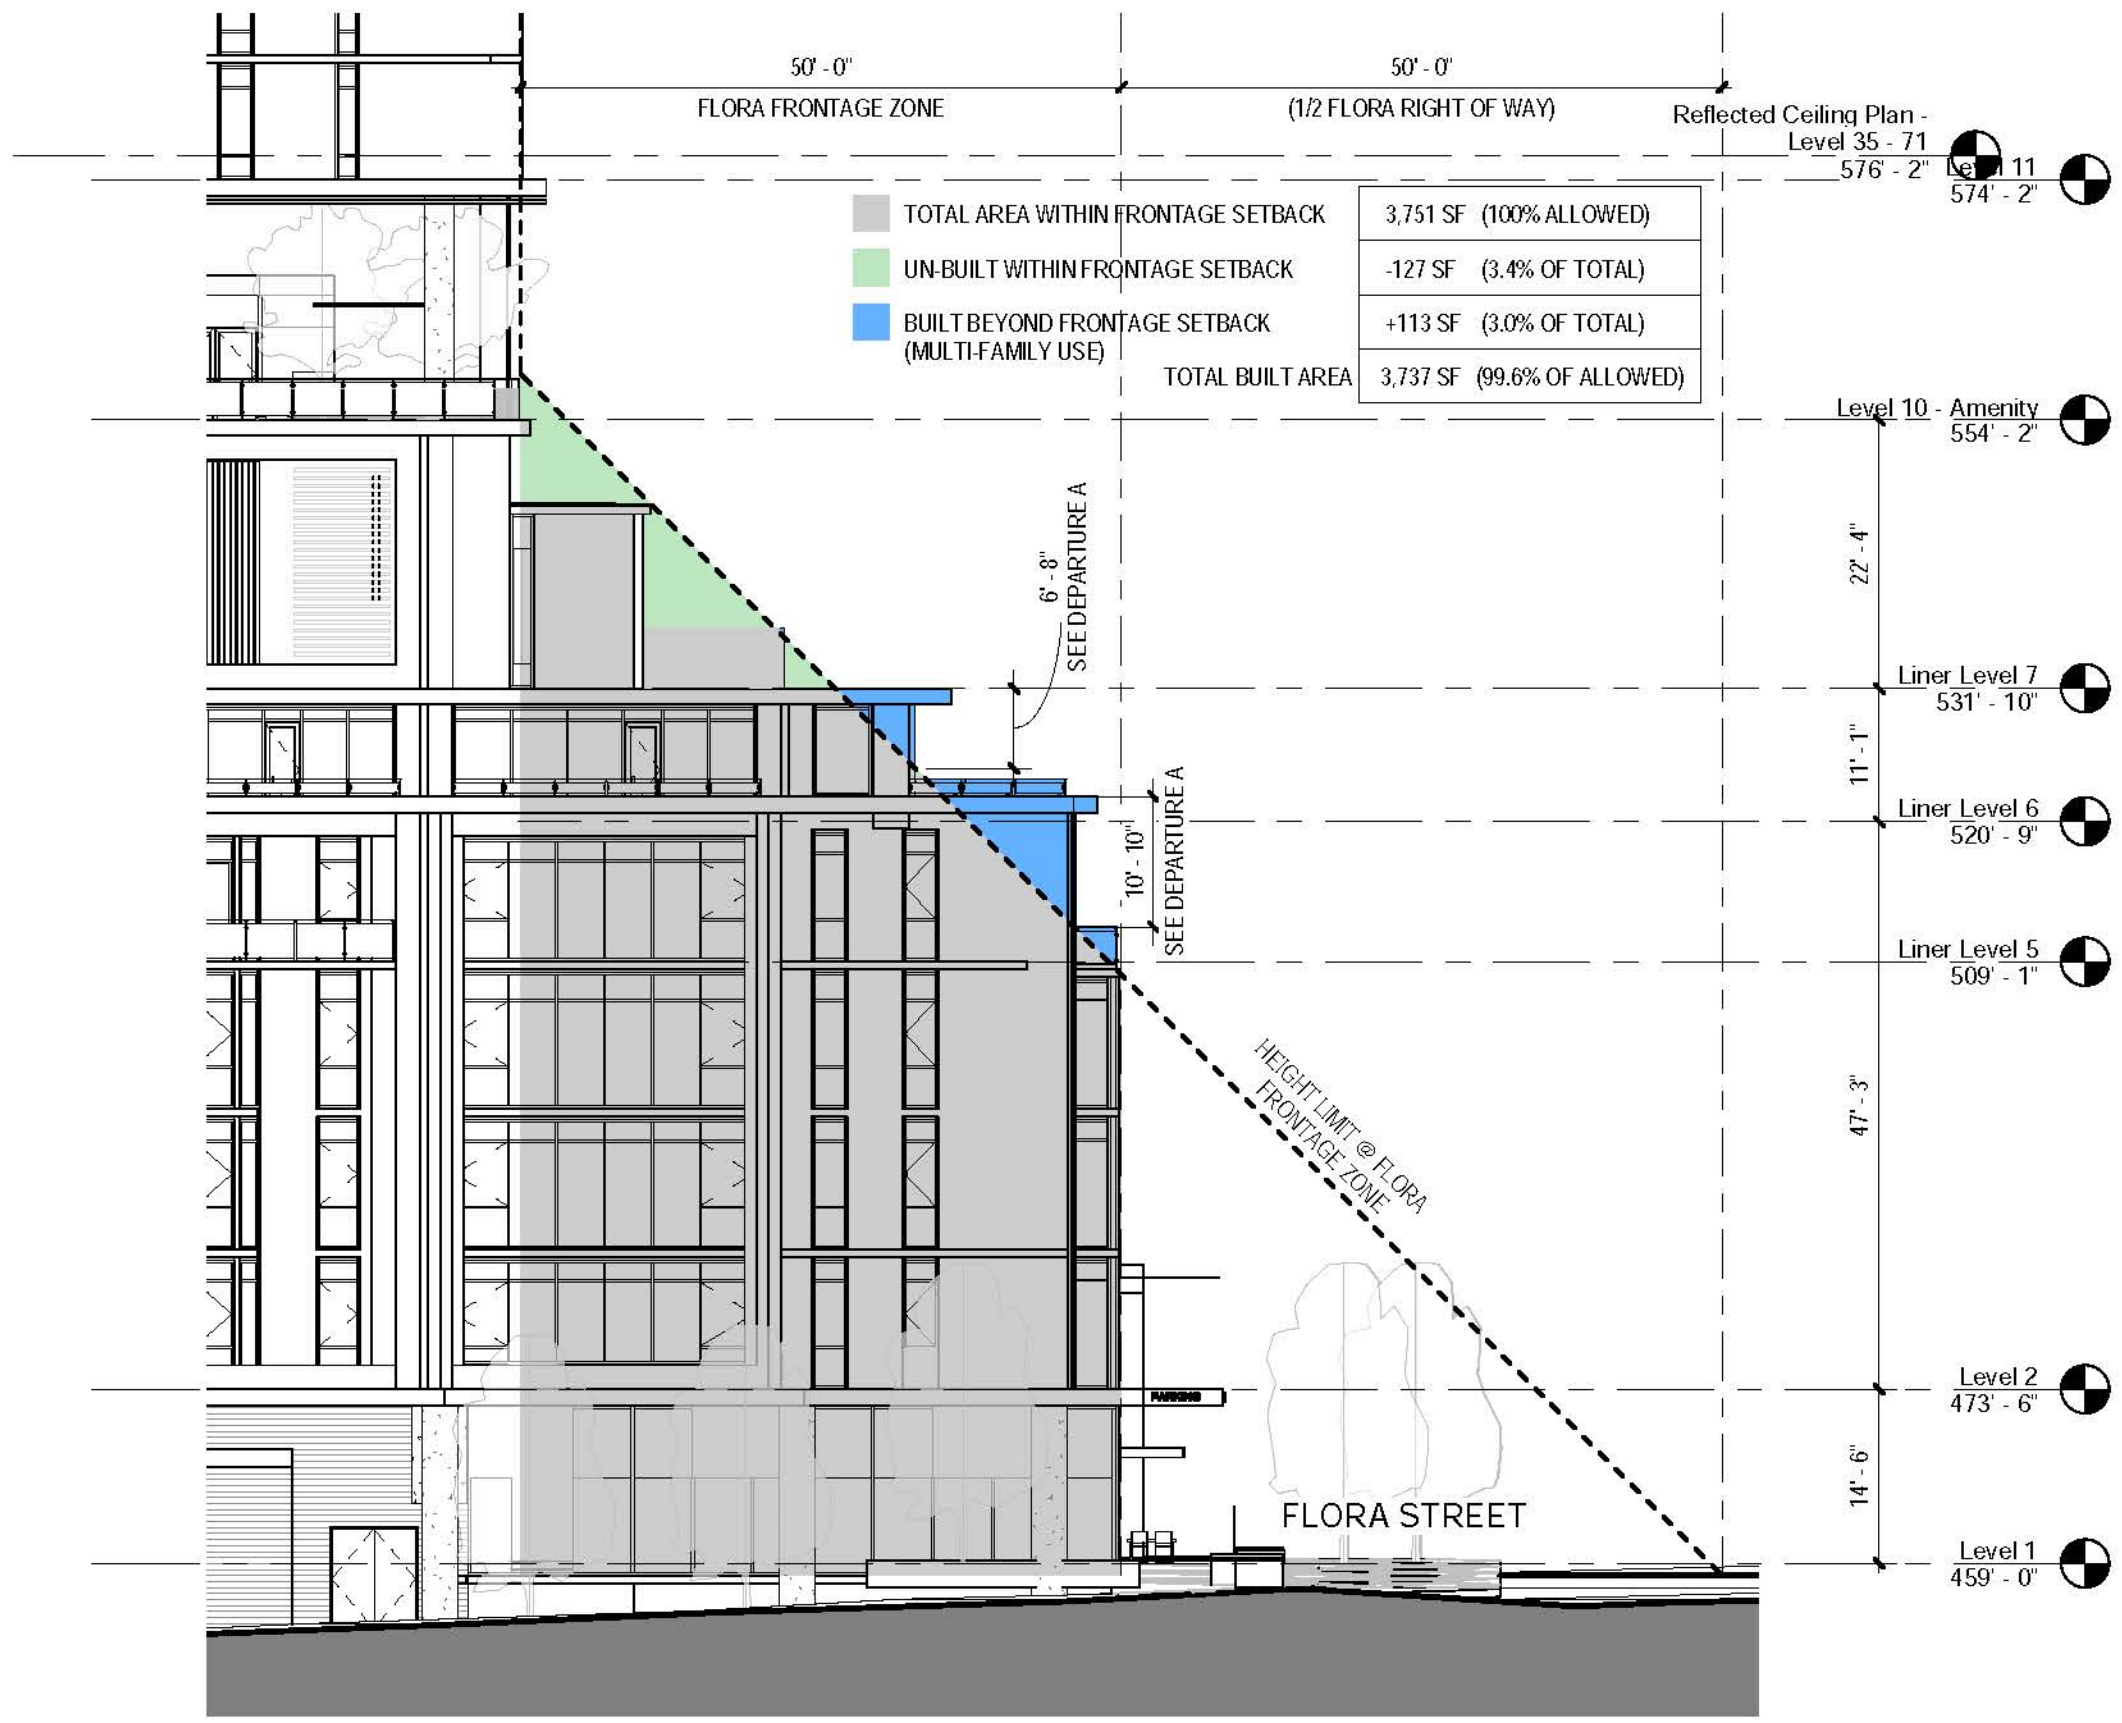 50' - 0"
50' - 0"
FLORA FRONTAGE ZONE
(1/2 FLORA RIGHT OF WAY)
Reflected Ceiling Plan -
Level 35 - 71
576' - 2"
Level 11
574' - 2"
TOTAL AREA WITHIN FRONTAGE SETBACK
3,751 SF (100% ALLOWED)
UN-BUILT WITHIN FRONTAGE SETBACK
-127 SF (3.4% OF TOTAL)
BUILT BEYOND FRONTAGE SETBACK
(MULTI-FAMILY USE)
+113 SF (3.0% OF TOTAL)
TOTAL BUILT AREA
3,737 SF (99.6% OF ALLOWED)
Level 10 - Amenity
554' - 2"
22' - 4"
6' - 8"
SEE DEPARTURE A
Liner Level 7
531' - 10"
11' - 1"
10' - 10"
SEE DEPARTURE A
Liner Level 6
520' - 9"
Liner Level 5
509' - 1"
HEIGHT LIMIT @ FLORA
FRONTAGE ZONE
47' - 3"
Level 2
473' - 6"
PARKING
14' - 6"
FLORA STREET
Level 1
459' - 0"